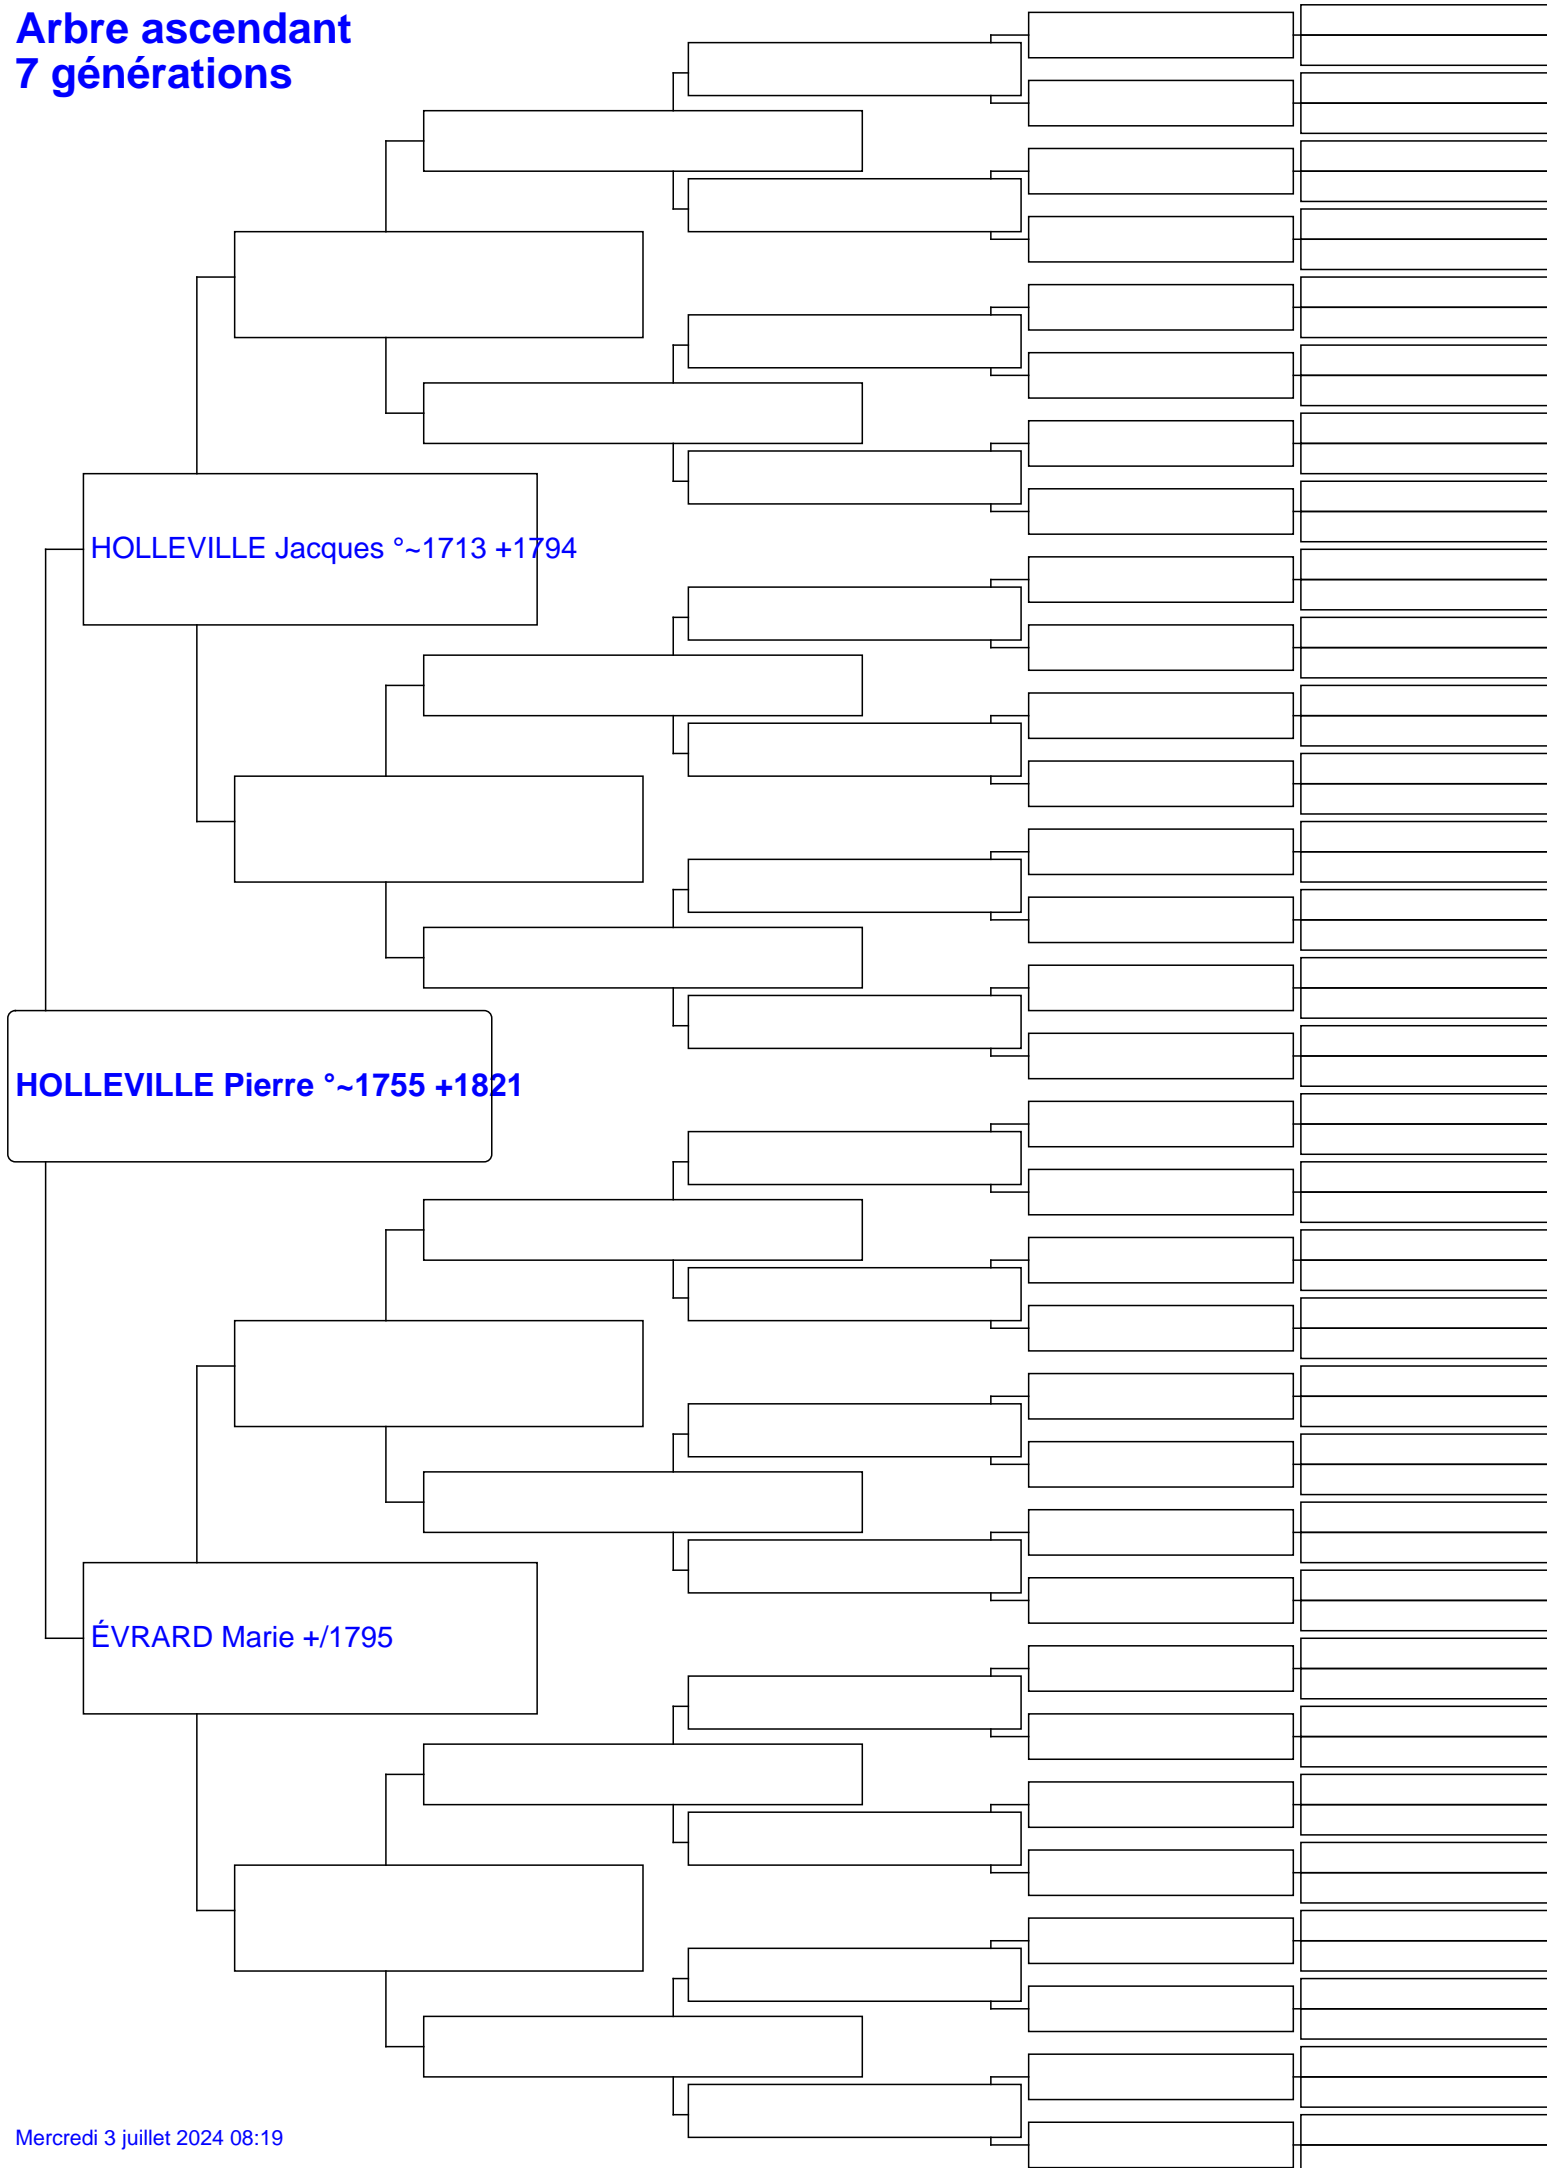 Arbre ascendant
7 générations
HOLLEVILLE Jacques °~1713 +1794
HOLLEVILLE Pierre °~1755 +1821
ÉVRARD Marie +/1795
Mercredi 3 juillet 2024 08:19